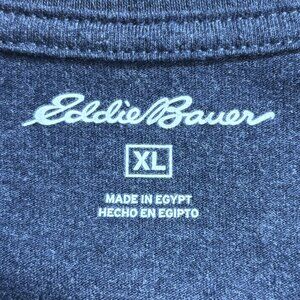 Eddie Bauer
XL
MADE IN EGYPT
HECHO EN EGIPTO